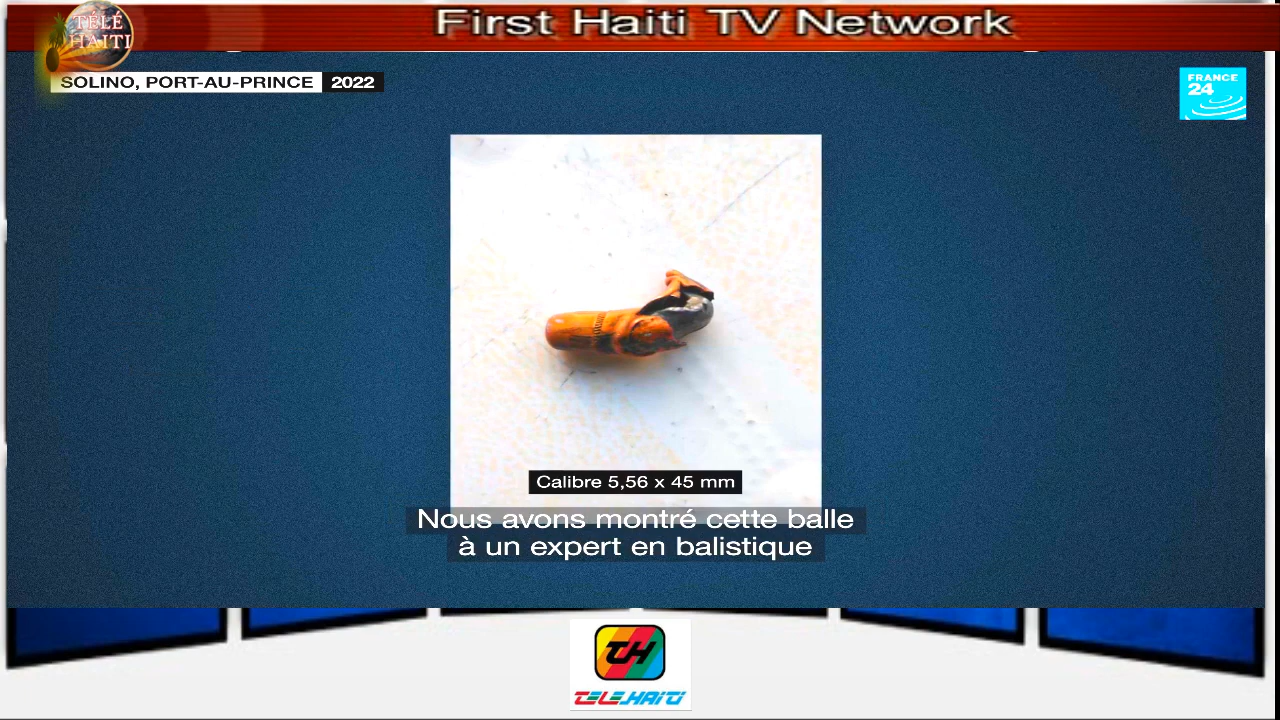 First Haiti TV Network
TÉLÉ
HAITI
SOLINO, PORT-AU-PRINCE 2022
FRANCE
24
Calibre 5,56 x 45 mm
Nous avons montré cette balle
à un expert en balistique
TH
TELE HAITI